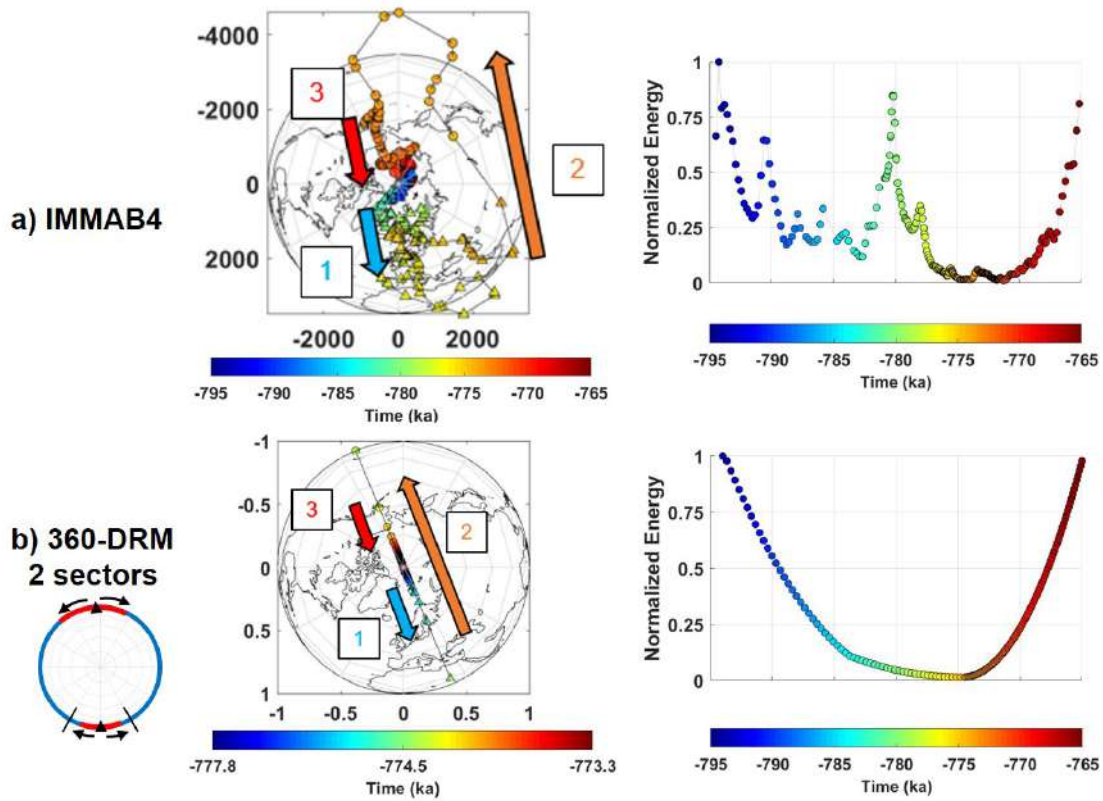 a) IMMAB4
-4000
-2000
0
2000
-2000 0 2000
3
2
1
-795 -790 -785 -780 -775 -770 -765
Time (ka)
Normalized Energy
1
0.75
0.5
0.25
0
-795 -790 -785 -780 -775 -770 -765
Time (ka)
b) 360-DRM
2 sectors
-1
-0.5
0
0.5
1
-1 -0.5 0 0.5 1
3
2
1
-777.8 -774.5 -773.3
Time (ka)
Normalized Energy
1
0.75
0.5
0.25
0
-795 -790 -785 -780 -775 -770 -765
Time (ka)